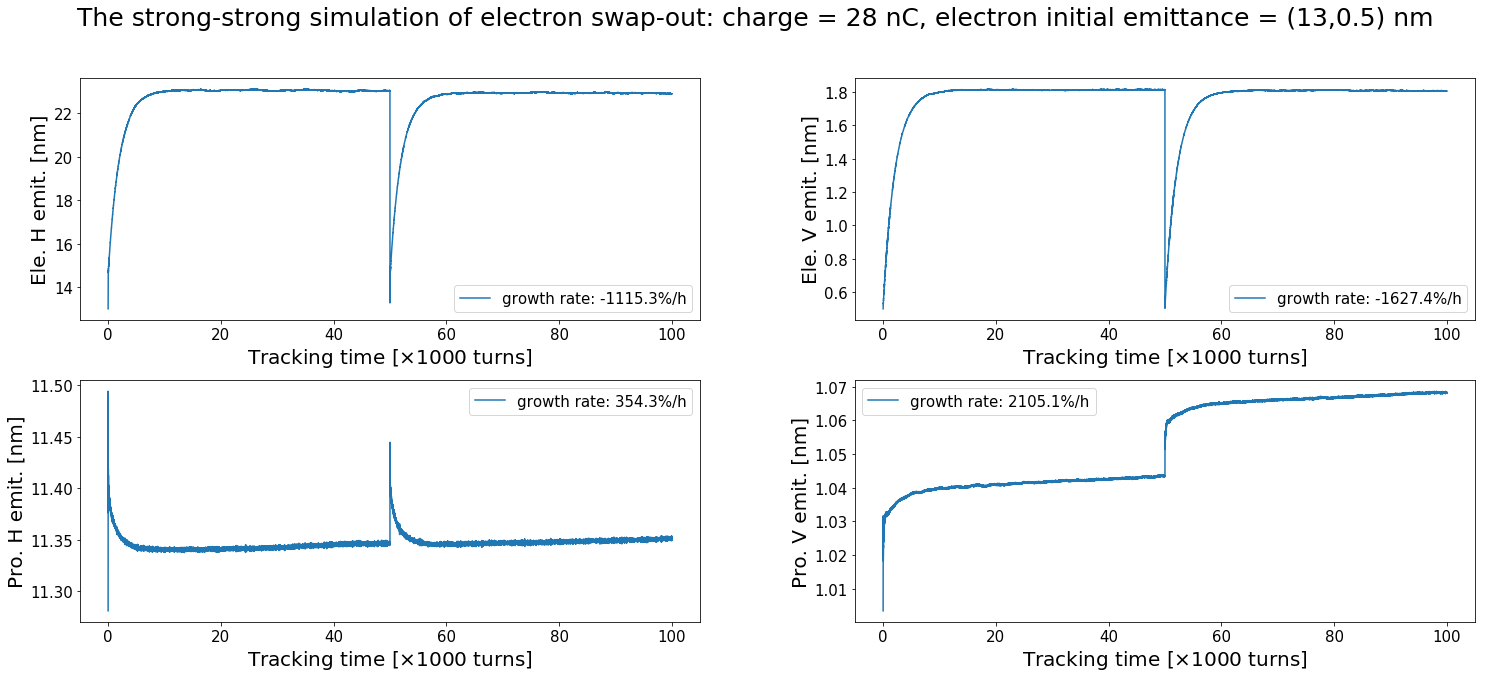 The strong-strong simulation of electron swap-out: charge = 28 nC, electron initial emittance = (13,0.5) nm
Ele. H emit. [nm]
22
20
18
16
14
growth rate: -1115.3%/h
0 20 40 60 80 100
Tracking time [×1000 turns]
Ele. V emit. [nm]
1.8
1.6
1.4
1.2
1.0
0.8
0.6
growth rate: -1627.4%/h
0 20 40 60 80 100
Tracking time [×1000 turns]
Pro. H emit. [nm]
11.50
11.45
11.40
11.35
11.30
growth rate: 354.3%/h
0 20 40 60 80 100
Tracking time [×1000 turns]
Pro. V emit. [nm]
1.07
1.06
1.05
1.04
1.03
1.02
1.01
growth rate: 2105.1%/h
0 20 40 60 80 100
Tracking time [×1000 turns]